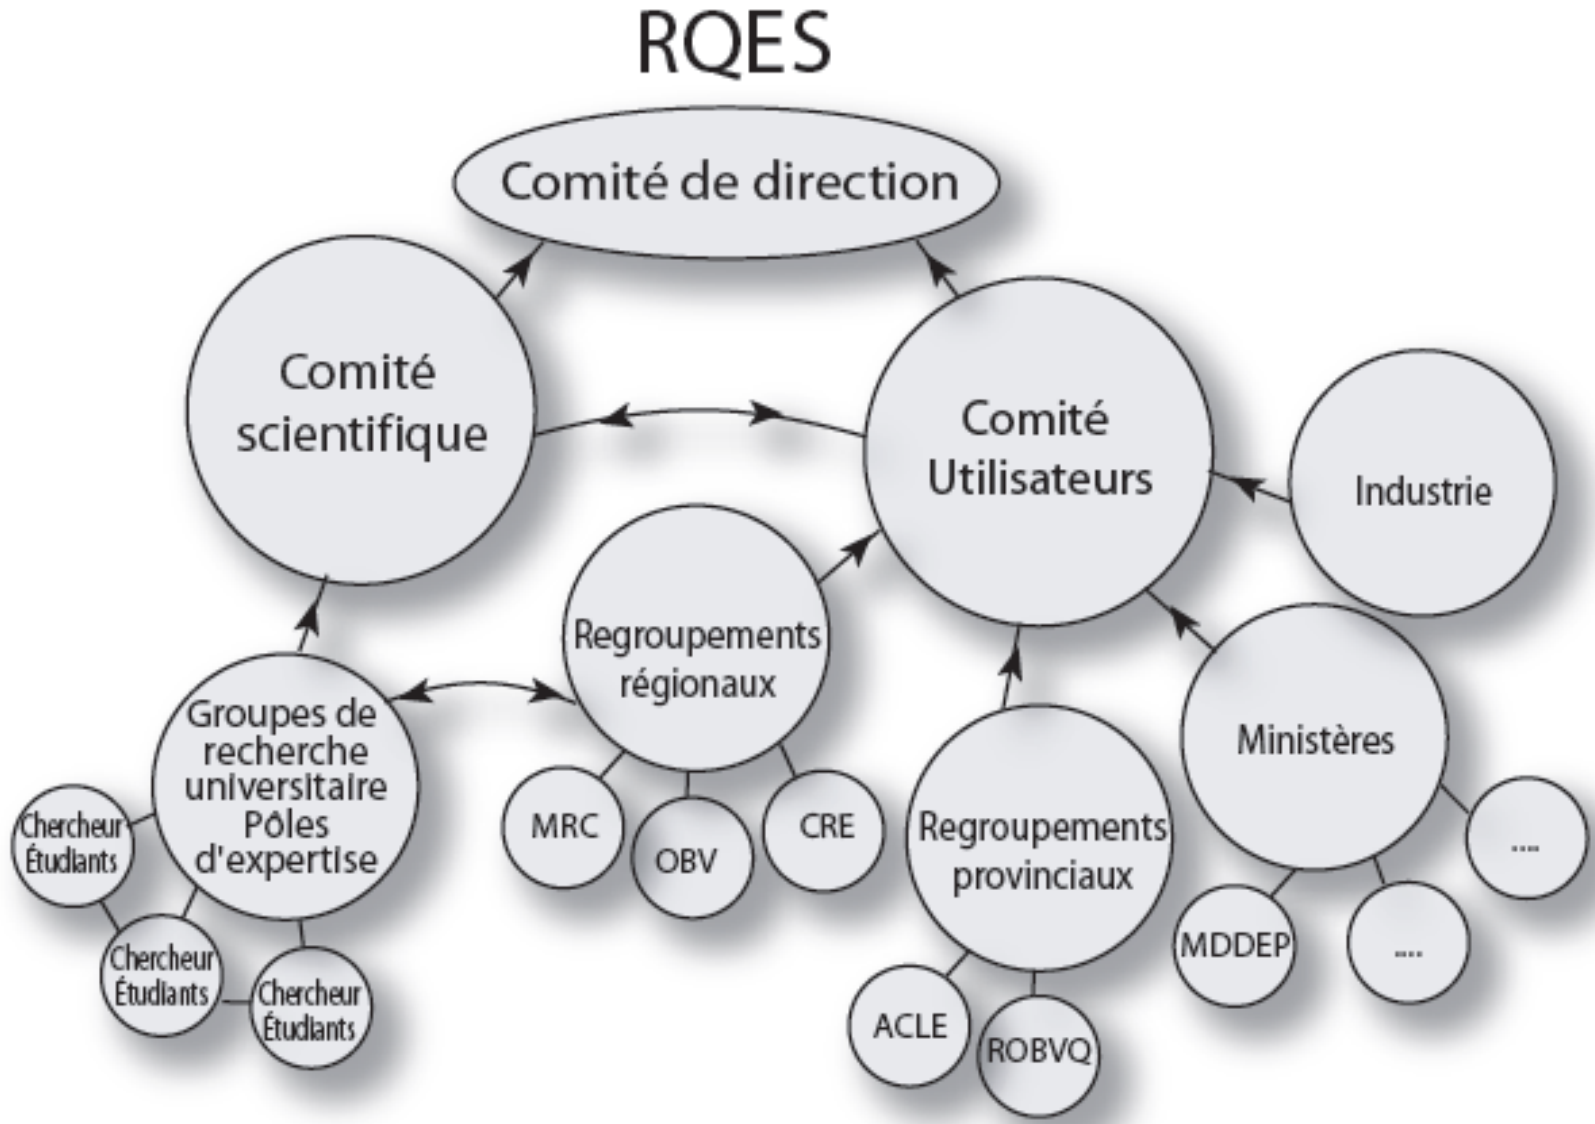 RQES
Comité de direction
Comité
scientifique
Comité
Utilisateurs
Industrie
Regroupements
régionaux
Groupes de
recherche
universitaire
Pôles
d'expertise
Ministères
Regroupements
provinciaux
Chercheur
Étudiants
Chercheur
Étudiants
Chercheur
Étudiants
MRC
OBV
CRE
MDDEP
....
....
ACLE
ROBVQ